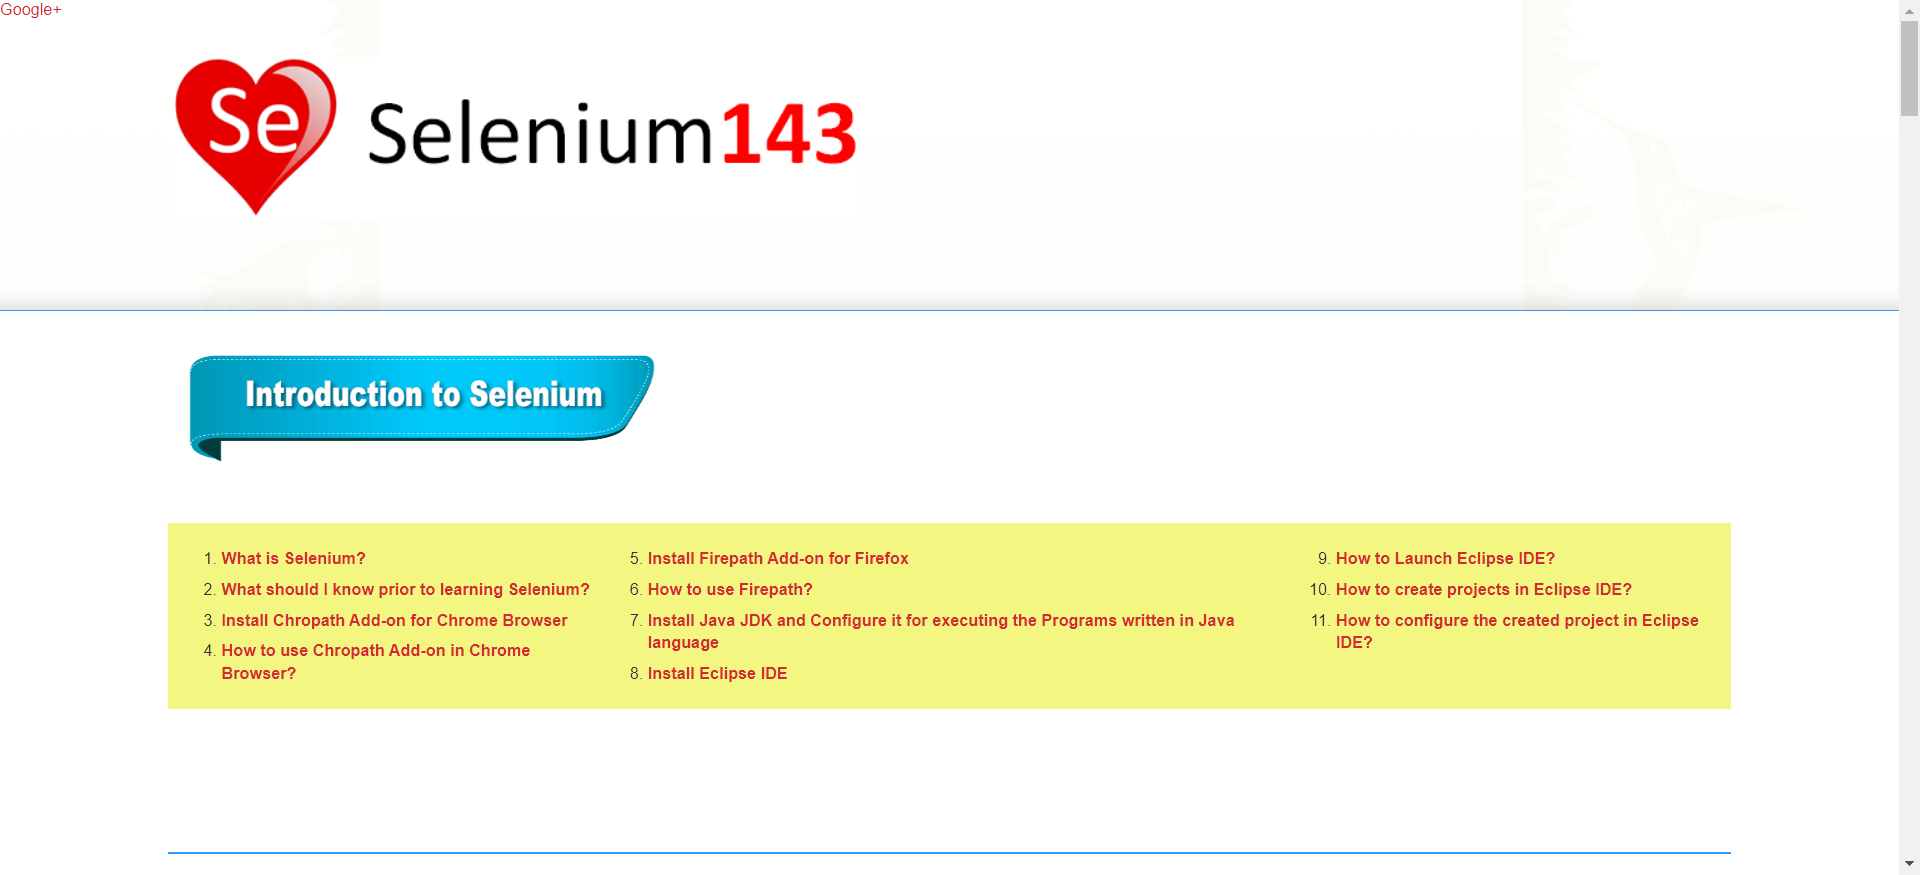 Google+
Se
Selenium143
Introduction to Selenium
1. What is Selenium?
2. What should I know prior to learning Selenium?
3. Install Chropath Add-on for Chrome Browser
4. How to use Chropath Add-on in Chrome
Browser?
5. Install Firepath Add-on for Firefox
6. How to use Firepath?
7. Install Java JDK and Configure it for executing the Programs written in Java
language
8. Install Eclipse IDE
9. How to Launch Eclipse IDE?
10. How to create projects in Eclipse IDE?
11. How to configure the created project in Eclipse
IDE?